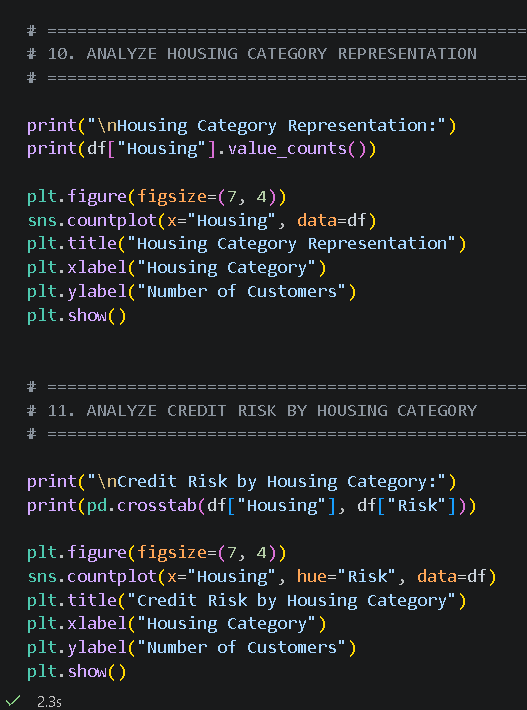 # ================================================
# 10. ANALYZE HOUSING CATEGORY REPRESENTATION
# ================================================
print("\nHousing Category Representation:")
print(df["Housing"].value_counts())
plt.figure(figsize=(7, 4))
sns.countplot(x="Housing", data=df)
plt.title("Housing Category Representation")
plt.xlabel("Housing Category")
plt.ylabel("Number of Customers")
plt.show()
# ================================================
# 11. ANALYZE CREDIT RISK BY HOUSING CATEGORY
# ================================================
print("\nCredit Risk by Housing Category:")
print(pd.crosstab(df["Housing"], df["Risk"]))
plt.figure(figsize=(7, 4))
sns.countplot(x="Housing", hue="Risk", data=df)
plt.title("Credit Risk by Housing Category")
plt.xlabel("Housing Category")
plt.ylabel("Number of Customers")
plt.show()
2.3s